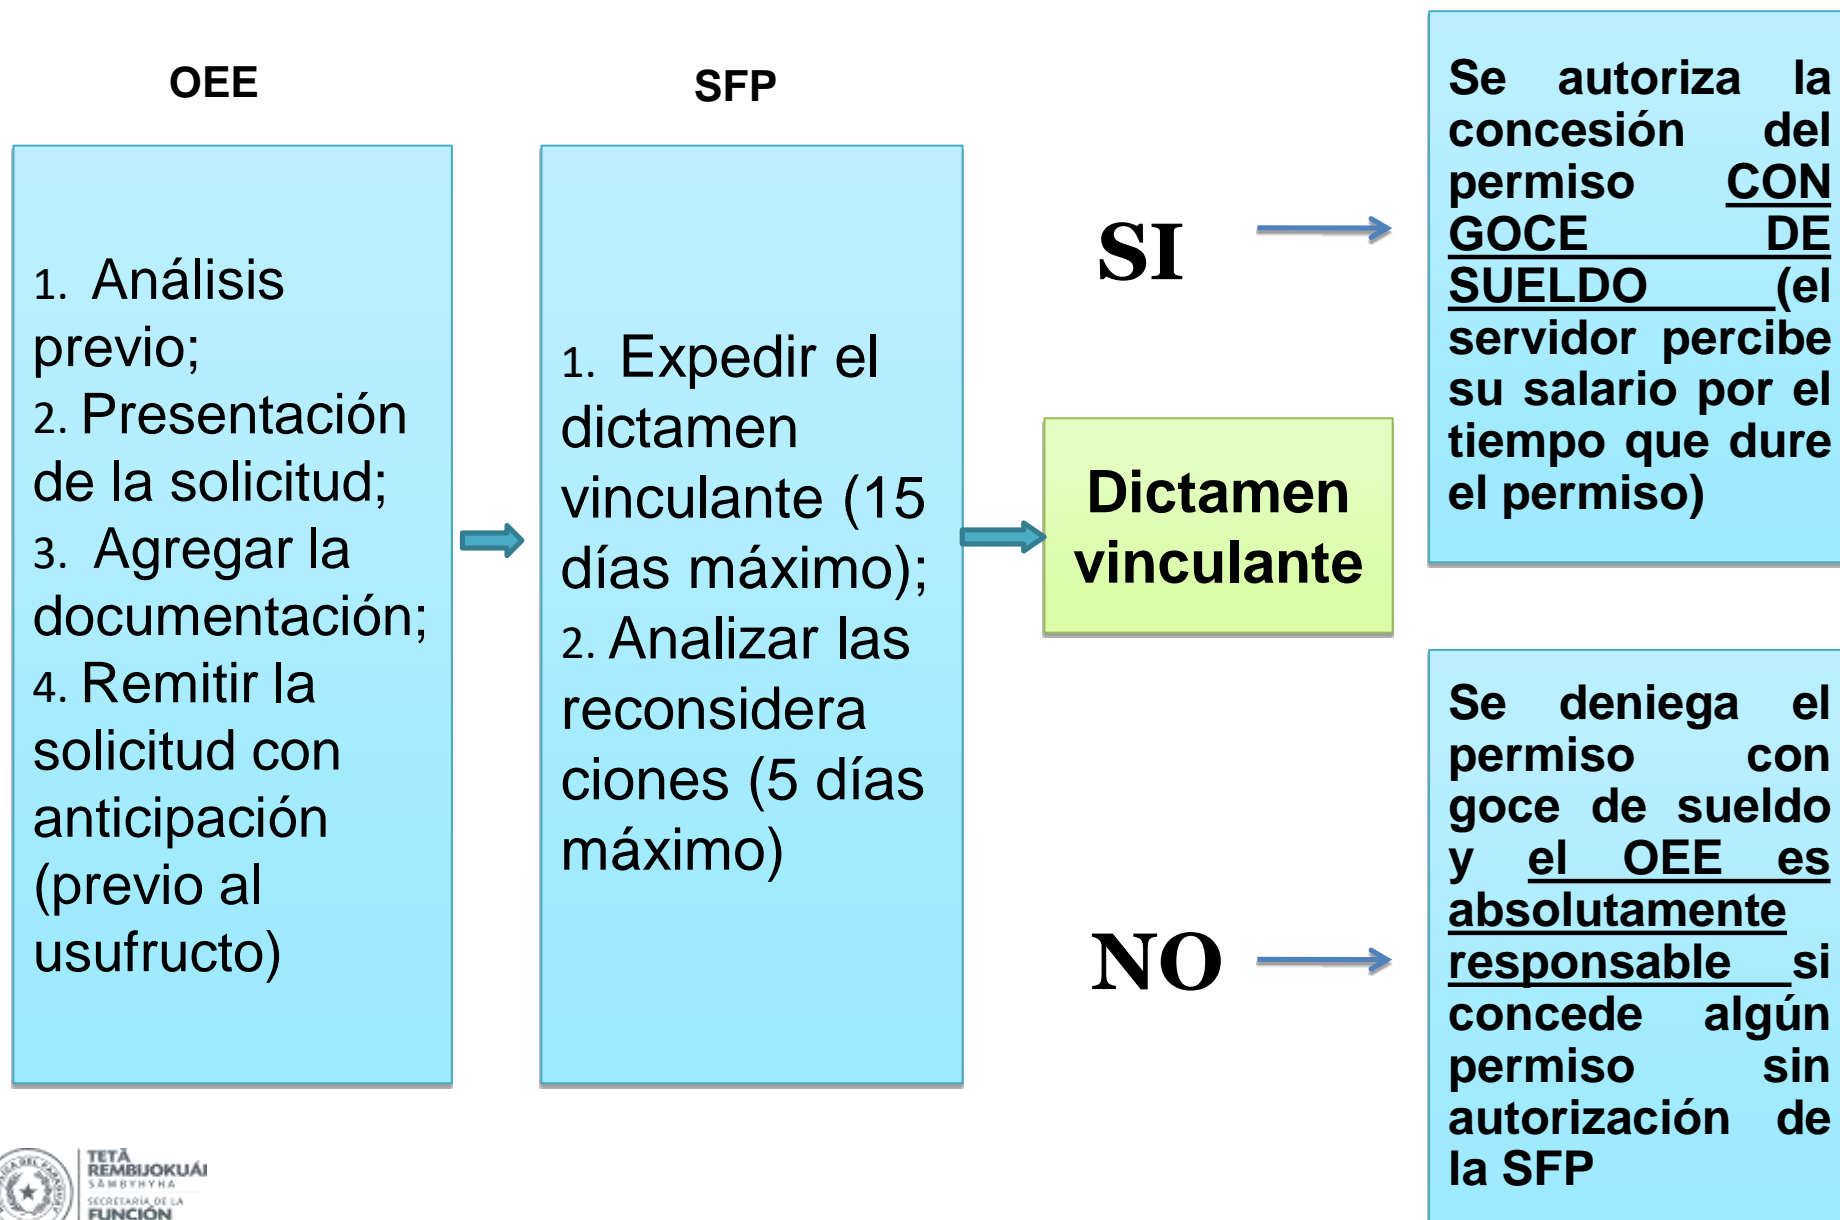 OEE
1. Análisis
previo;
2. Presentación
de la solicitud;
3. Agregar la
documentación;
4. Remitir la
solicitud con
anticipación
(previo al
usufructo)
SFP
1. Expedir el
dictamen
vinculante (15
días máximo);
2. Analizar las
reconsidera
ciones (5 días
máximo)
Dictamen
vinculante
SI
Se autoriza la
concesión del
permiso CON
GOCE DE
SUELDO (el
servidor percibe
su salario por el
tiempo que dure
el permiso)
NO
Se deniega el
permiso con
goce de sueldo
y el OEE es
absolutamente
responsable si
concede algún
permiso sin
autorización de
la SFP
TETÃ
REMBIJOKUÁI
SÃMBYHYHA
SECRETARÍA DE LA
FUNCIÓN